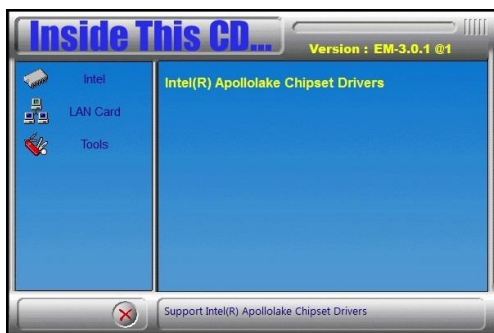 Inside This CD...
Version : EM-3.0.1 @1
Intel
LAN Card
Tools
Intel(R) Apollolake Chipset Drivers
Support Intel(R) Apollolake Chipset Drivers